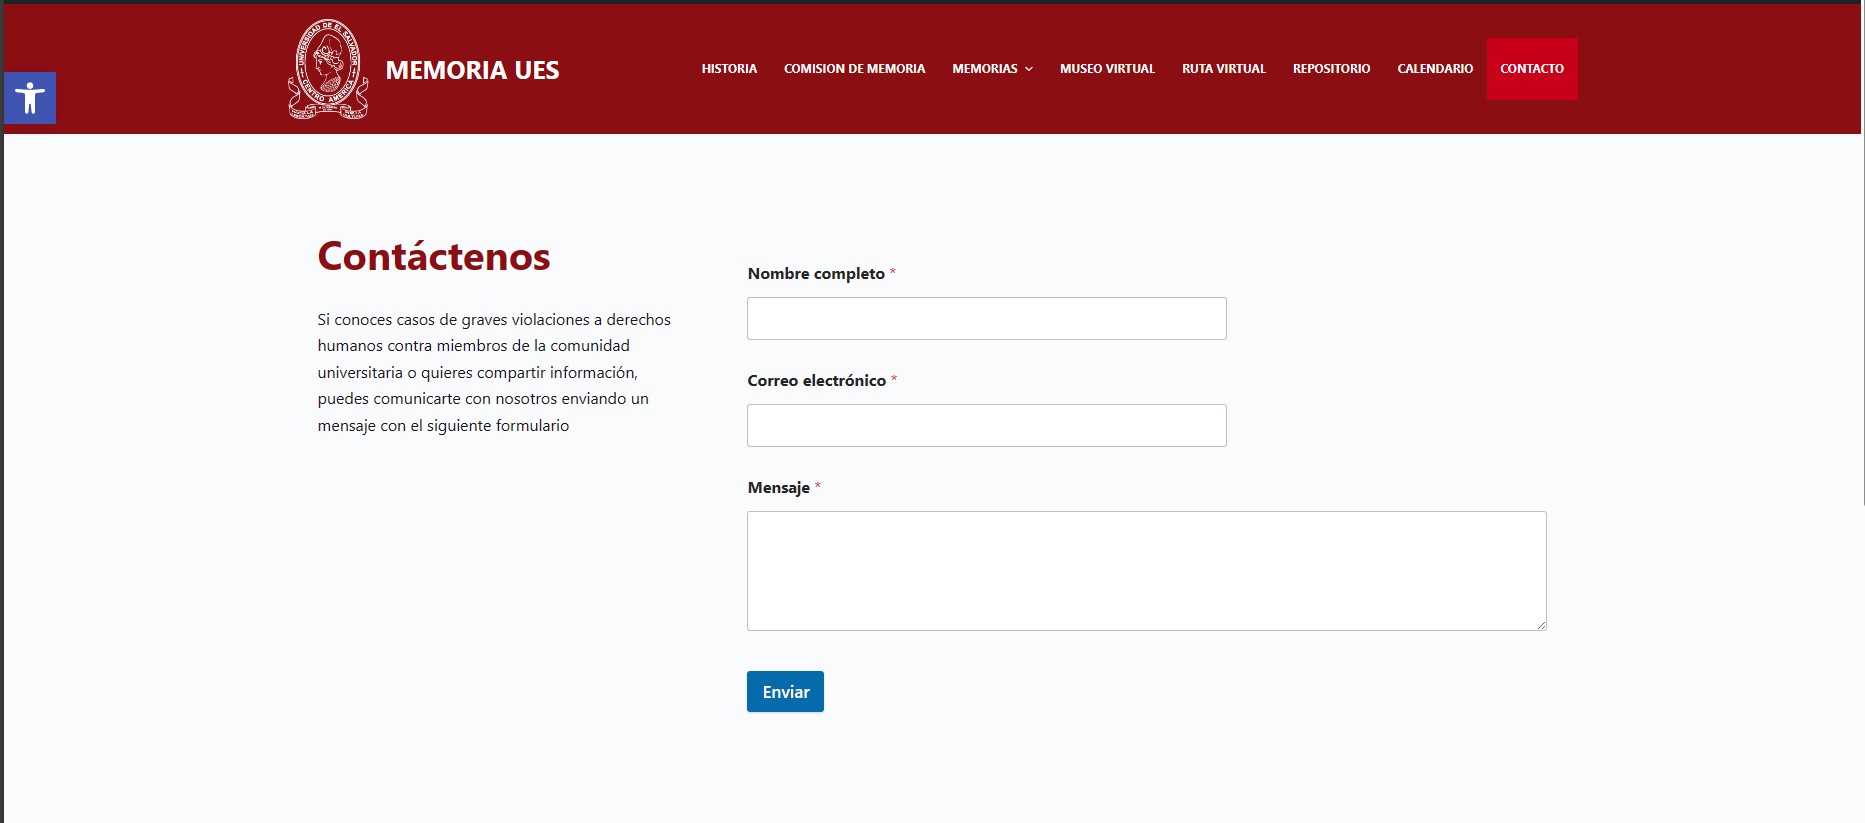 UNIVERSIDAD DE EL SALVADOR
CENTRO AMERICA
MEMORIA UES
HISTORIA
COMISION DE MEMORIA
MEMORIAS
MUSEO VIRTUAL
RUTA VIRTUAL
REPOSITORIO
CALENDARIO
CONTACTO
Contáctenos
Si conoces casos de graves violaciones a derechos
humanos contra miembros de la comunidad
universitaria o quieres compartir información,
puedes comunicarte con nosotros enviando un
mensaje con el siguiente formulario
Nombre completo *
Correo electrónico *
Mensaje *
Enviar